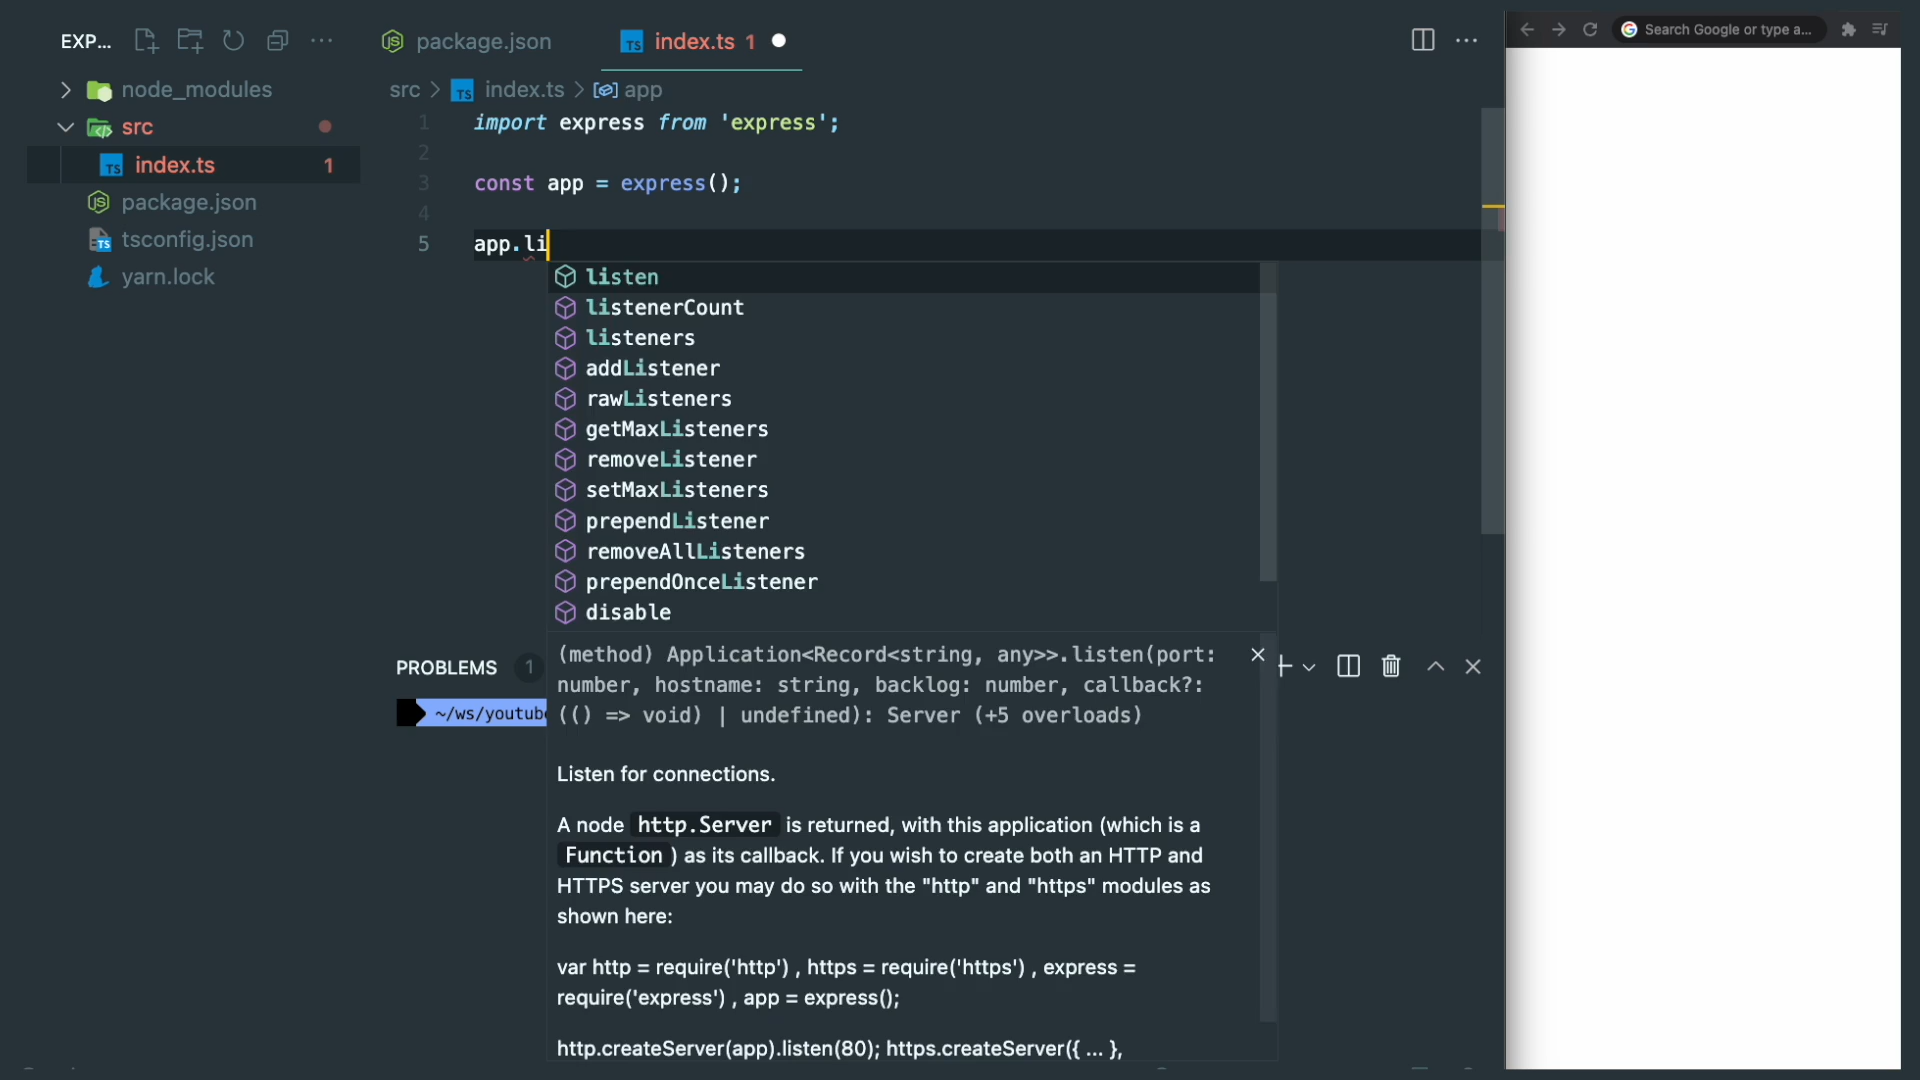 EXP...
package.json
index.ts 1
Search Google or type a...
node_modules
src
index.ts 1
package.json
tsconfig.json
yarn.lock
src > index.ts > app
1 import express from 'express';
2
3 const app = express();
4
5 app.li
listen
listenerCount
listeners
addListener
rawListeners
getMaxListeners
removeListener
setMaxListeners
prependListener
removeAllListeners
prependOnceListener
disable
PROBLEMS 1
~/ws/youtub
(method) Application<Record<string, any>>.listen(port:
number, hostname: string, backlog: number, callback?:
(() => void) | undefined): Server (+5 overloads)
Listen for connections.
A node http.Server is returned, with this application (which is a
Function ) as its callback. If you wish to create both an HTTP and
HTTPS server you may do so with the "http" and "https" modules as
shown here:
var http = require('http') , https = require('https') , express =
require('express') , app = express();
http.createServer(app).listen(80); https.createServer({ ... },